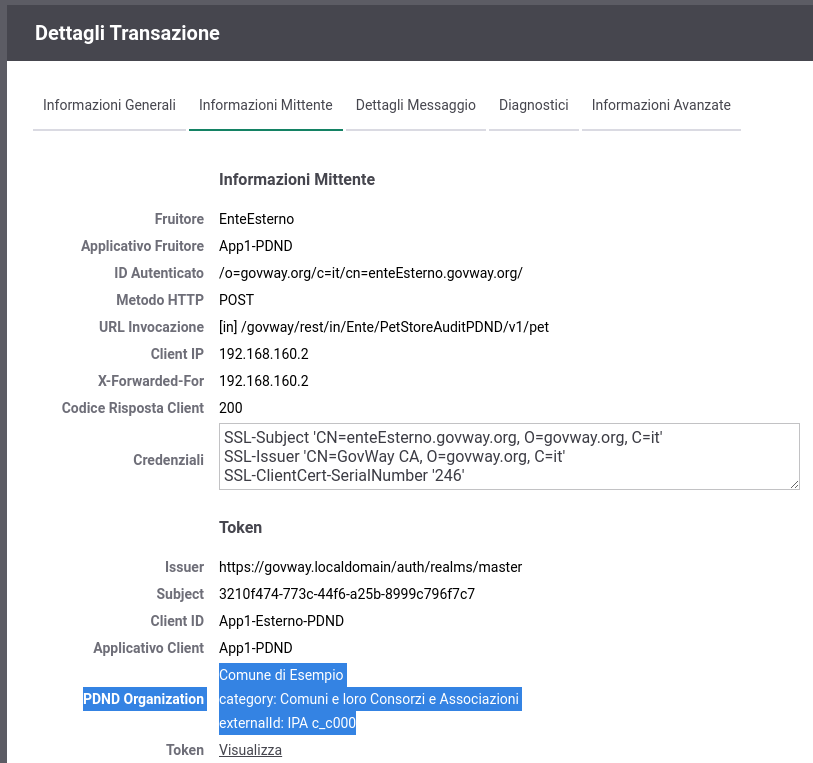 Dettagli Transazione
Informazioni Generali Informazioni Mittente Dettagli Messaggio Diagnostici Informazioni Avanzate
Informazioni Mittente
Fruitore EnteEsterno
Applicativo Fruitore App1-PDND
ID Autenticato /o=govway.org/c=it/cn=enteEsterno.govway.org/
Metodo HTTP POST
URL Invocazione [in] /govway/rest/in/Ente/PetStoreAuditPDND/v1/pet
Client IP 192.168.160.2
X-Forwarded-For 192.168.160.2
Codice Risposta Client 200
Credenziali
SSL-Subject 'CN=enteEsterno.govway.org, O=govway.org, C=it'
SSL-Issuer 'CN=GovWay CA, O=govway.org, C=it'
SSL-ClientCert-SerialNumber '246'
Token
Issuer https://govway.localdomain/auth/realms/master
Subject 3210f474-773c-44f6-a25b-8999c796f7c7
Client ID App1-Esterno-PDND
Applicativo Client App1-PDND
PDND Organization
Comune di Esempio
category: Comuni e loro Consorzi e Associazioni
externalId: IPA c_c000
Token Visualizza